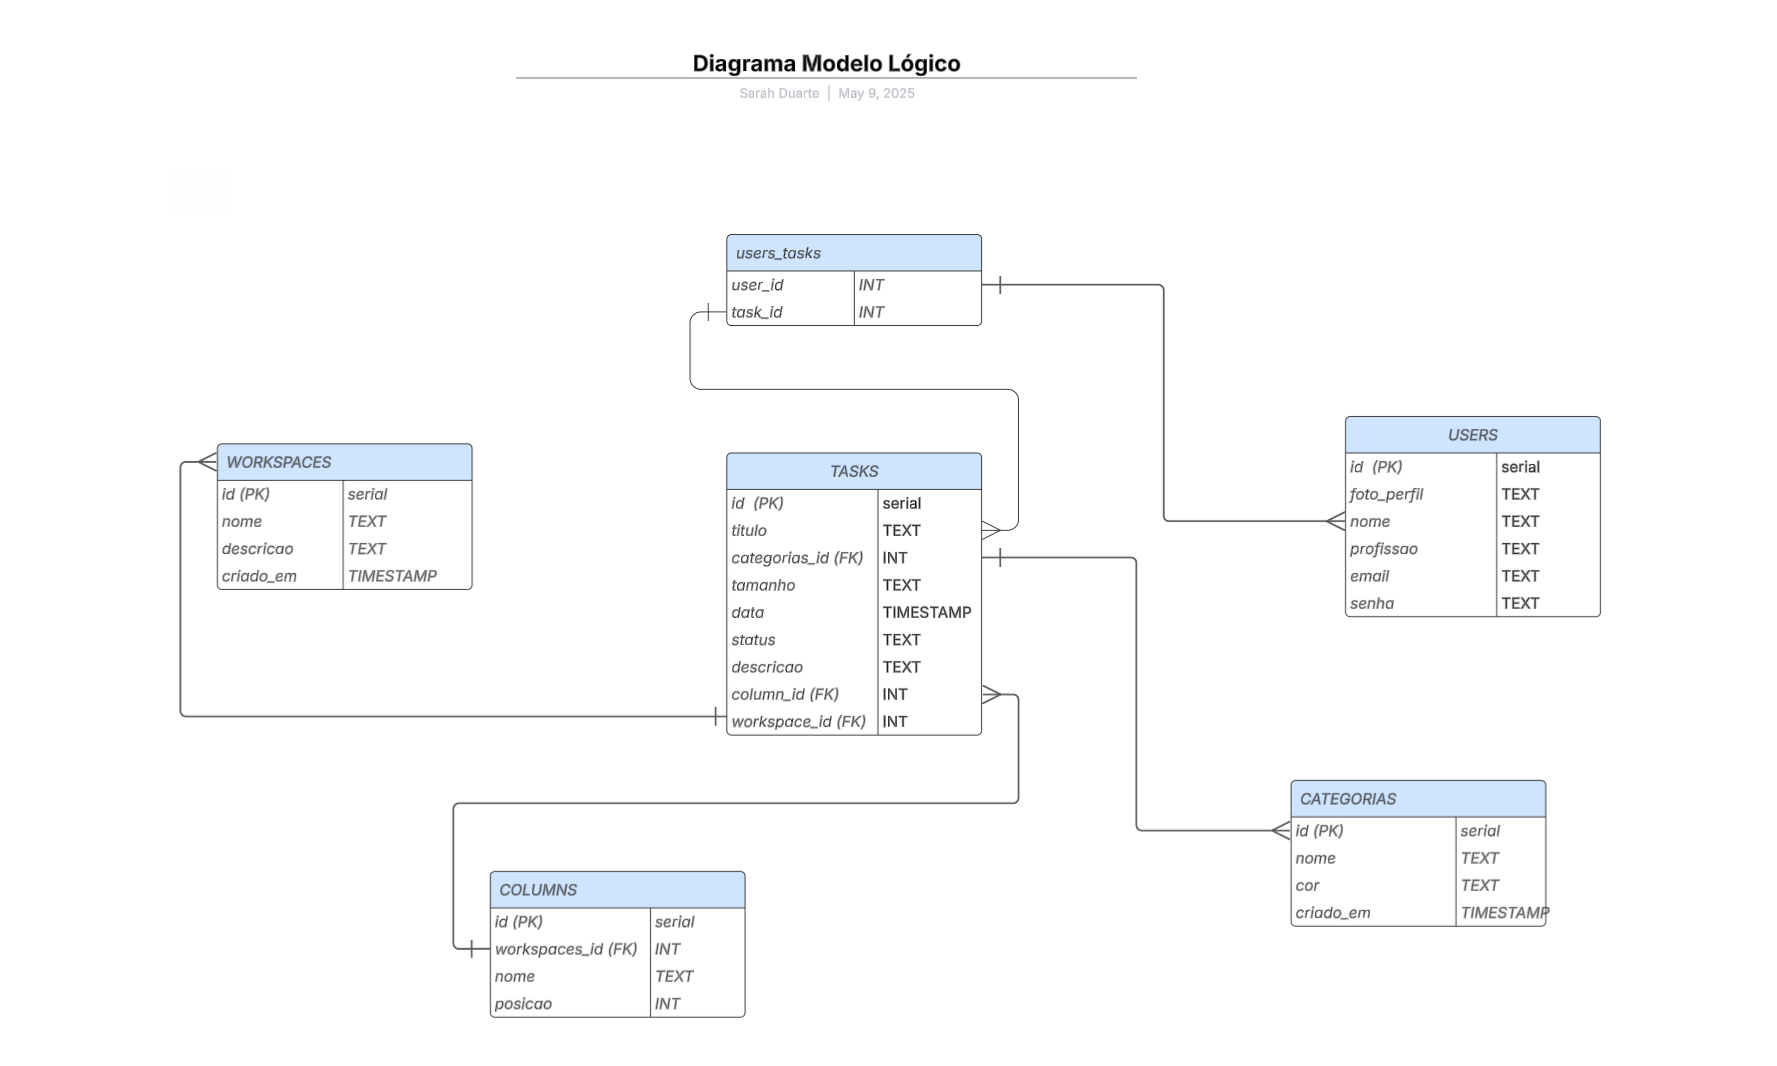 Diagrama Modelo Lógico
Sarah Duarte | May 9, 2025
users_tasks
user_id INT
task_id INT
WORKSPACES
id (PK) serial
nome TEXT
descricao TEXT
criado_em TIMESTAMP
TASKS
id (PK) serial
titulo TEXT
categorias_id (FK) INT
tamanho TEXT
data TIMESTAMP
status TEXT
descricao TEXT
column_id (FK) INT
workspace_id (FK) INT
USERS
id (PK) serial
foto_perfil TEXT
nome TEXT
profissao TEXT
email TEXT
senha TEXT
CATEGORIAS
id (PK) serial
nome TEXT
cor TEXT
criado_em TIMESTAMP
COLUMNS
id (PK) serial
workspaces_id (FK) INT
nome TEXT
posicao INT